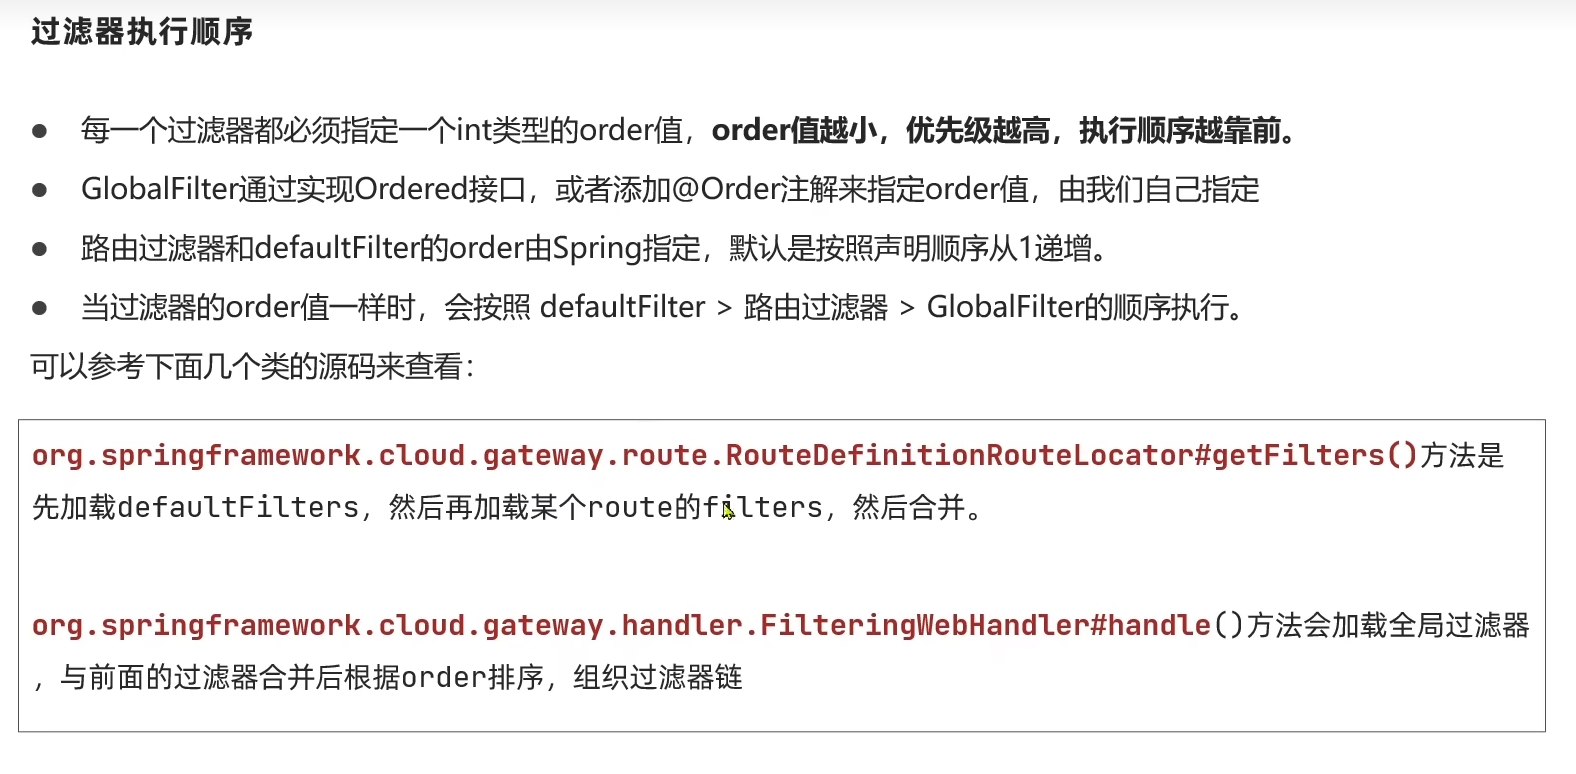 过滤器执行顺序
● 每一个过滤器都必须指定一个int类型的order值，order值越小，优先级越高，执行顺序越靠前。
● GlobalFilter通过实现Ordered接口，或者添加@Order注解来指定order值，由我们自己指定
● 路由过滤器和defaultFilter的order由Spring指定，默认是按照声明顺序从1递增。
● 当过滤器的order值一样时，会按照 defaultFilter > 路由过滤器 > GlobalFilter的顺序执行。
可以参考下面几个类的源码来查看：
org.springframework.cloud.gateway.route.RouteDefinitionRouteLocator#getFilters()方法是
先加载defaultFilters，然后再加载某个route的filters，然后合并。
org.springframework.cloud.gateway.handler.FilteringWebHandler#handle()方法会加载全局过滤器
，与前面的过滤器合并后根据order排序，组织过滤器链